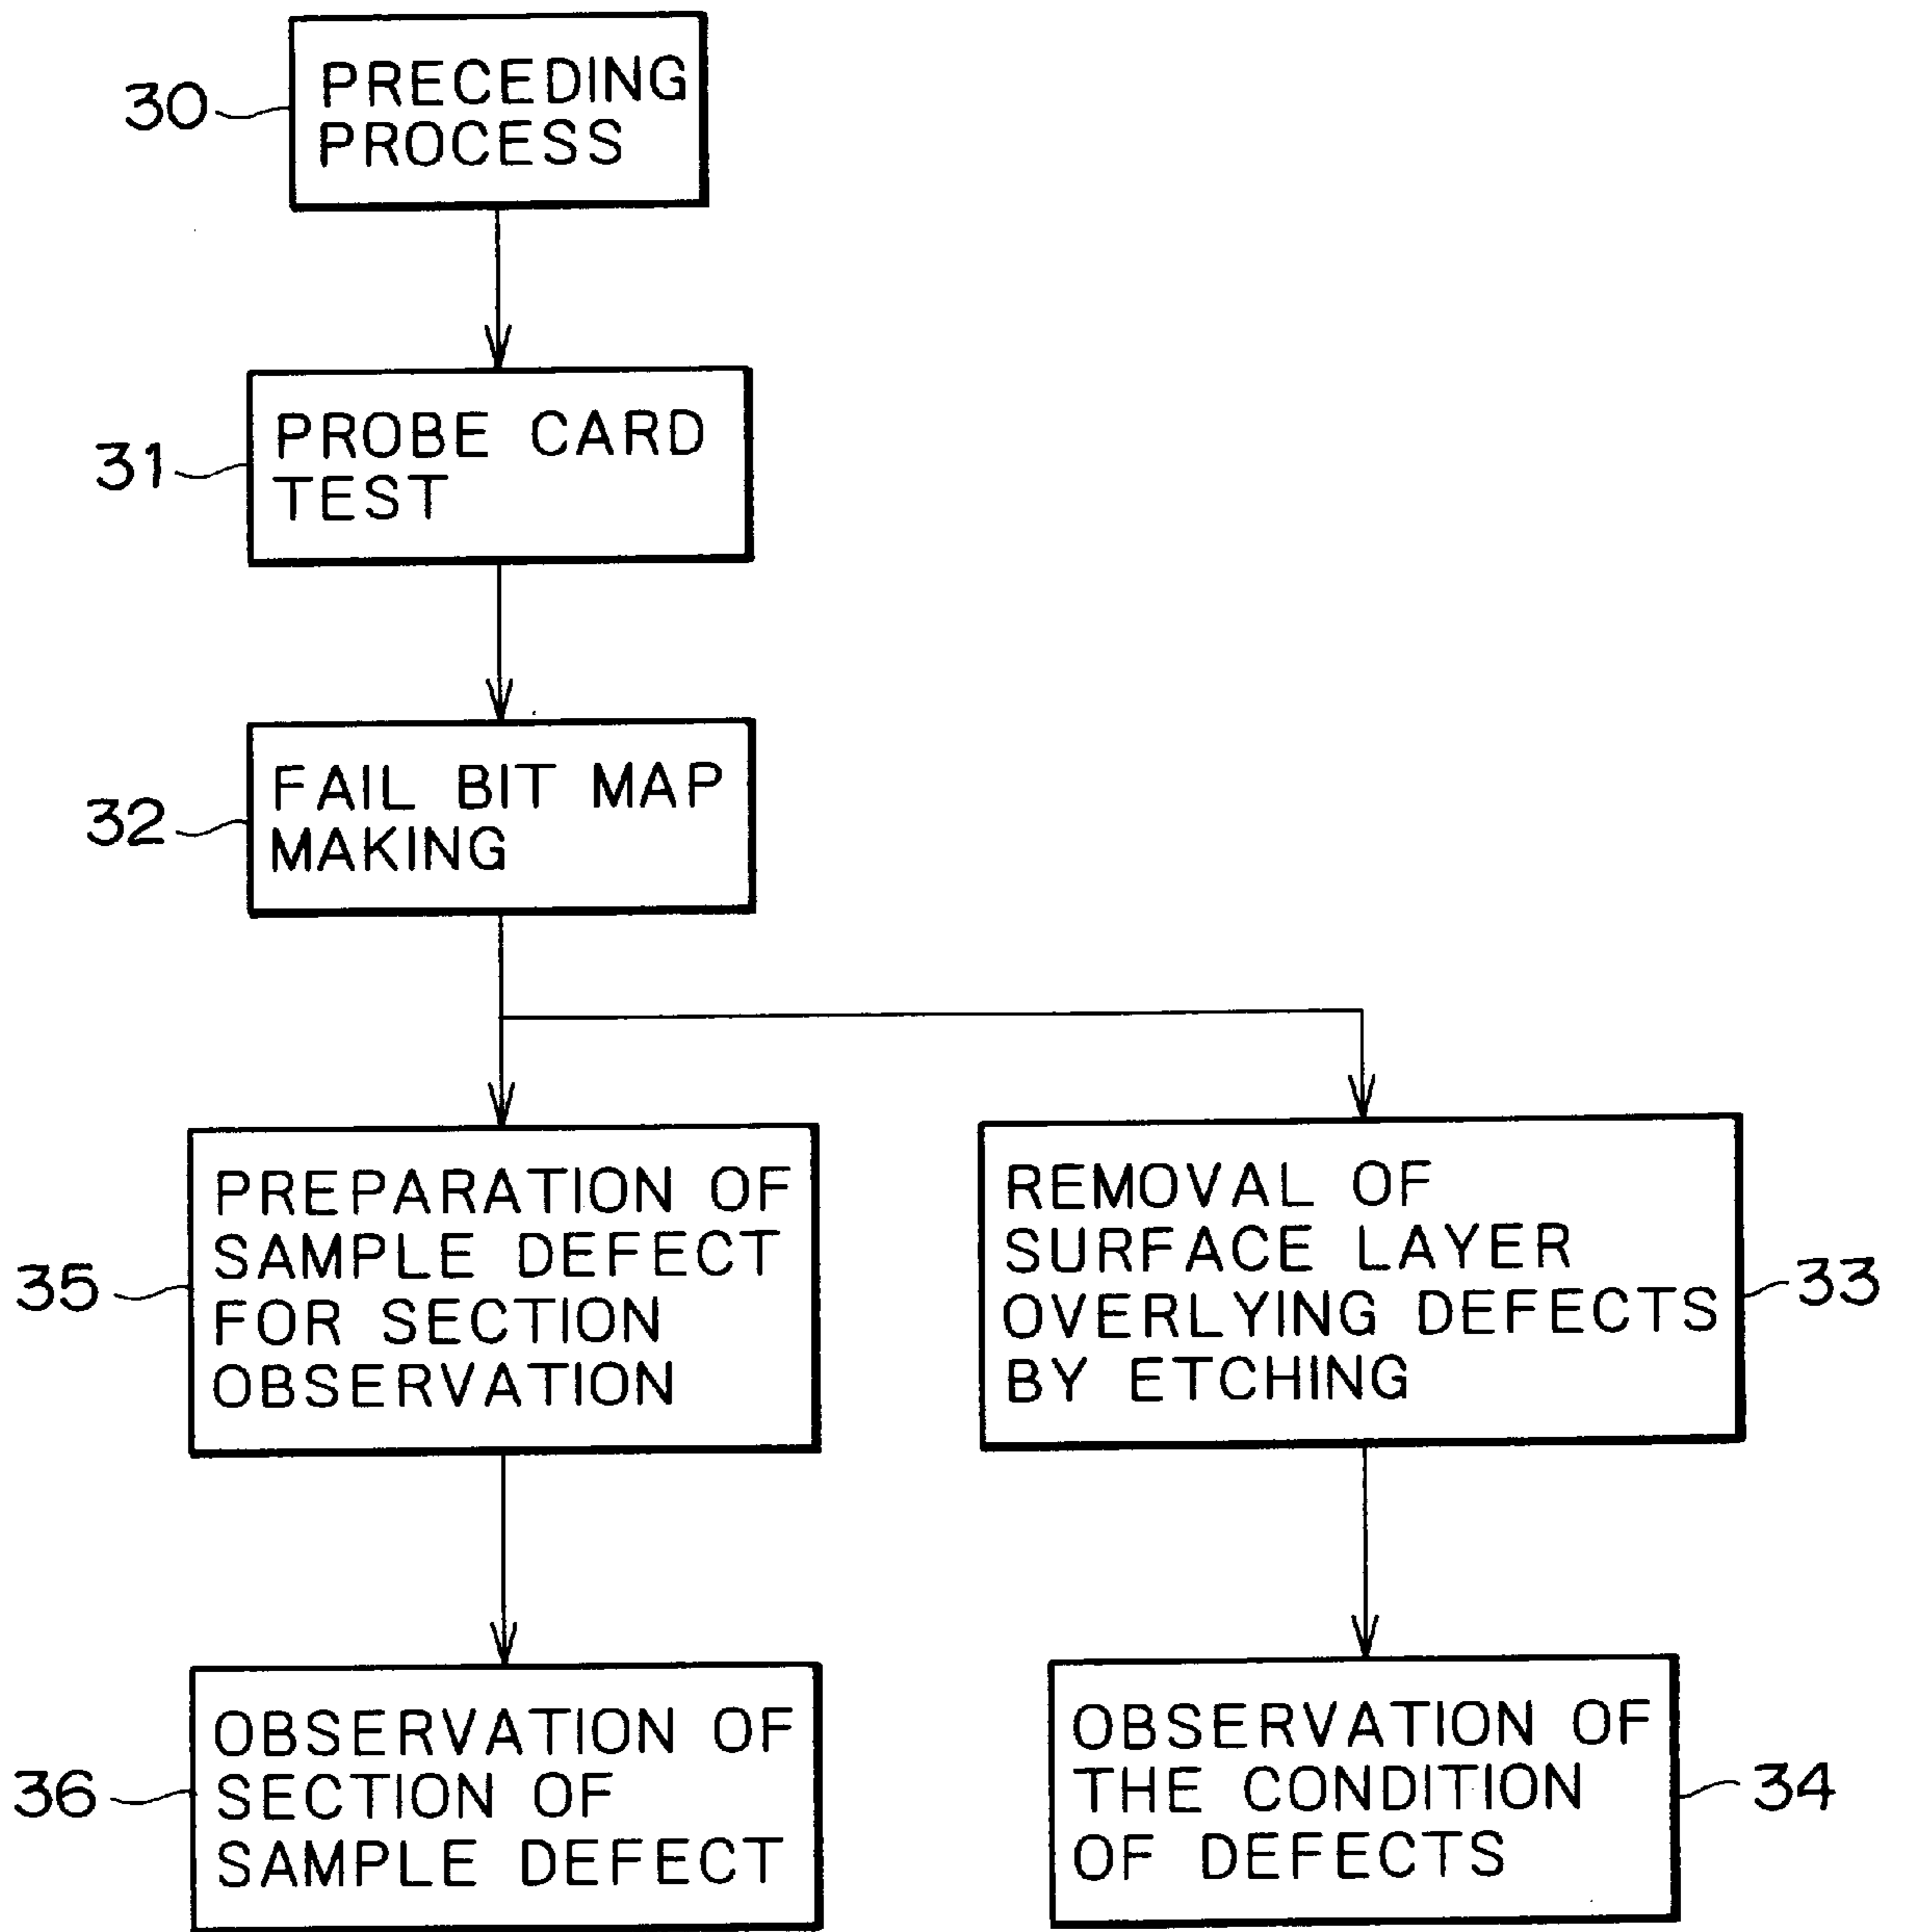 30
PRECEDING
PROCESS
31
PROBE CARD
TEST
32
FAIL BIT MAP
MAKING
35
PREPARATION OF
SAMPLE DEFECT
FOR SECTION
OBSERVATION
REMOVAL OF
SURFACE LAYER
OVERLYING DEFECTS
BY ETCHING
33
36
OBSERVATION OF
SECTION OF
SAMPLE DEFECT
OBSERVATION OF
THE CONDITION
OF DEFECTS
34